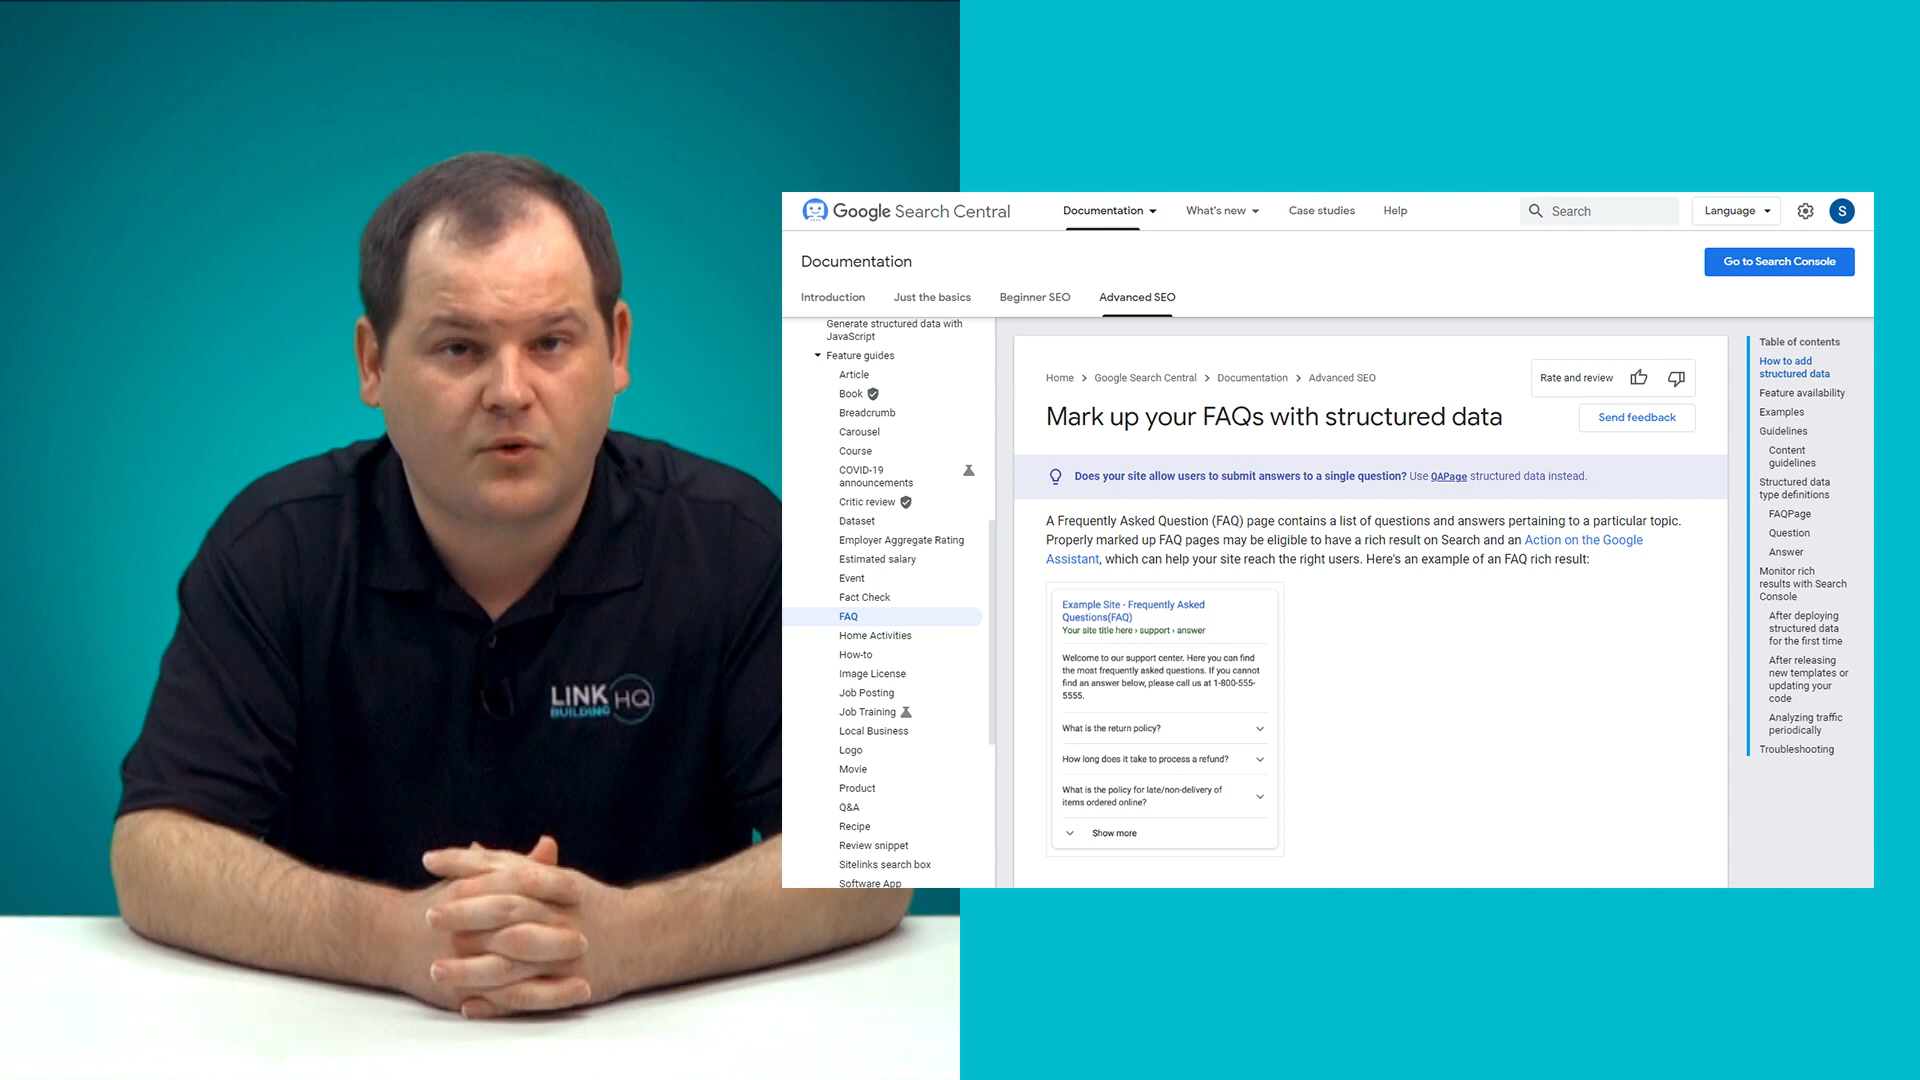 LINK
BUILDING
HQ
Google Search Central
Documentation
What's new
Case studies
Help
Search
Language
S
Documentation
Go to Search Console
Introduction
Just the basics
Beginner SEO
Advanced SEO
Generate structured data with
JavaScript
Feature guides
Article
Book
Breadcrumb
Carousel
Course
COVID-19
announcements
Critic review
Dataset
Employer Aggregate Rating
Estimated salary
Event
Fact Check
FAQ
Home Activities
How-to
Image License
Job Posting
Job Training
Local Business
Logo
Movie
Product
Q&A
Recipe
Review snippet
Sitelinks search box
Software App
Home > Google Search Central > Documentation > Advanced SEO
Rate and review
Mark up your FAQs with structured data
Send feedback
Does your site allow users to submit answers to a single question? Use QAPage structured data instead.
A Frequently Asked Question (FAQ) page contains a list of questions and answers pertaining to a particular topic.
Properly marked up FAQ pages may be eligible to have a rich result on Search and an Action on the Google
Assistant, which can help your site reach the right users. Here's an example of an FAQ rich result:
Example Site - Frequently Asked
Questions(FAQ)
Your site title here › support › answer
Welcome to our support center. Here you can find
the most frequently asked questions. If you cannot
find an answer below, please call us at 1-800-555-
5555.
What is the return policy?
How long does it take to process a refund?
What is the policy for late/non-delivery of
items ordered online?
Show more
Table of contents
How to add
structured data
Feature availability
Examples
Guidelines
Content
guidelines
Structured data
type definitions
FAQPage
Question
Answer
Monitor rich
results with Search
Console
After deploying
structured data
for the first time
After releasing
new templates or
updating your
code
Analyzing traffic
periodically
Troubleshooting